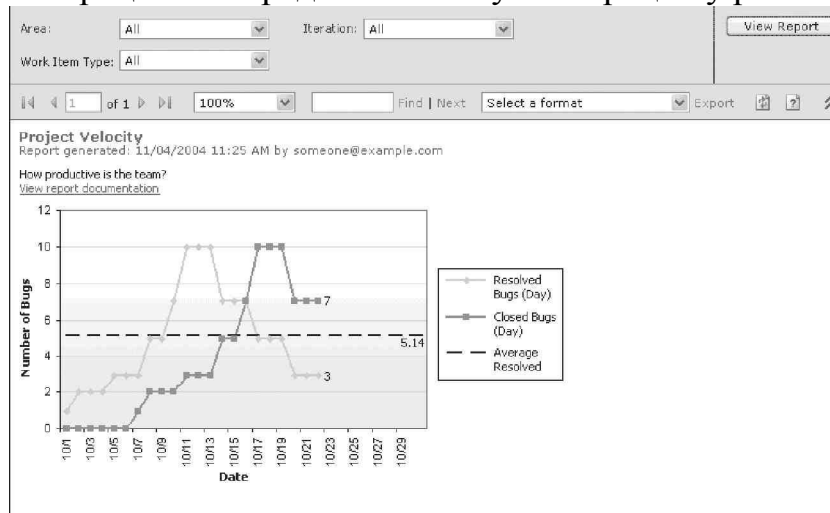 Area: All Iteration: All View Report
Work Item Type: All
1 of 1 100% Find | Next Select a format Export
Project Velocity
Report generated: 11/04/2004 11:25 AM by someone@example.com
How productive is the team?
View report documentation
12
10
8
6
4
2
0
Number of Bugs
7
5.14
3
10/1 10/3 10/5 10/7 10/9 10/11 10/13 10/15 10/17 10/19 10/21 10/23 10/25 10/27 10/29
Date
Resolved
Bugs (Day)
Closed Bugs
(Day)
Average
Resolved